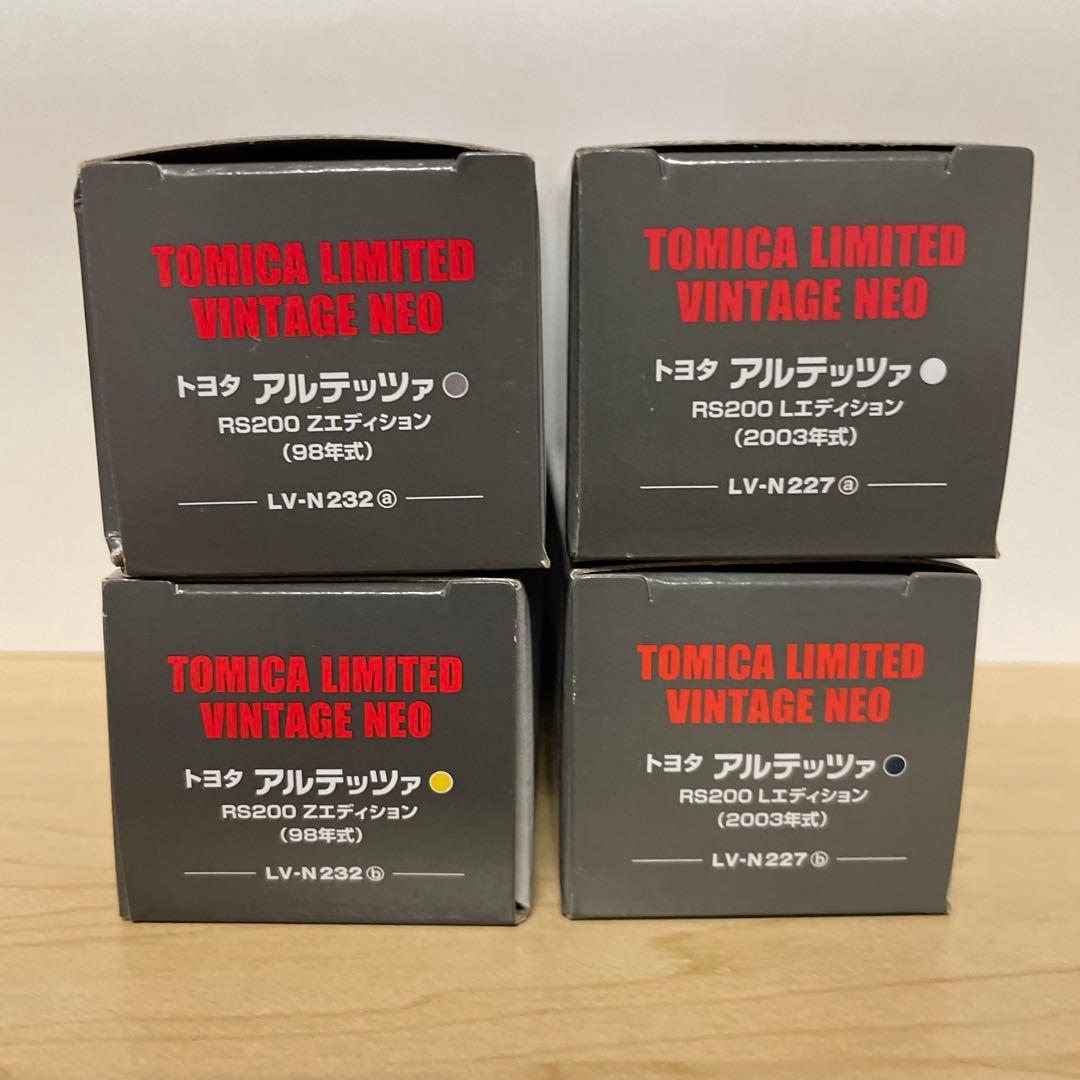 TOMICA LIMITED
VINTAGE NEO
トヨタ アルテッツァ
RS200 Zエディション
(98年式)
LV-N232ⓐ
TOMICA LIMITED
VINTAGE NEO
トヨタ アルテッツァ
RS200 Lエディション
(2003年式)
LV-N227ⓐ
TOMICA LIMITED
VINTAGE NEO
トヨタ アルテッツァ
RS200 Zエディション
(98年式)
LV-N232ⓑ
TOMICA LIMITED
VINTAGE NEO
トヨタ アルテッツァ
RS200 Lエディション
(2003年式)
LV-N227ⓑ